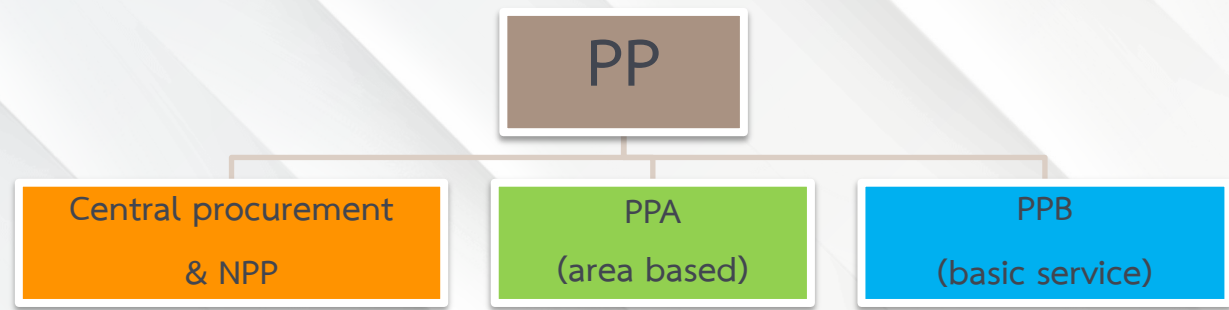 PP
Central procurement
& NPP
PPA
(area based)
PPB
(basic service)